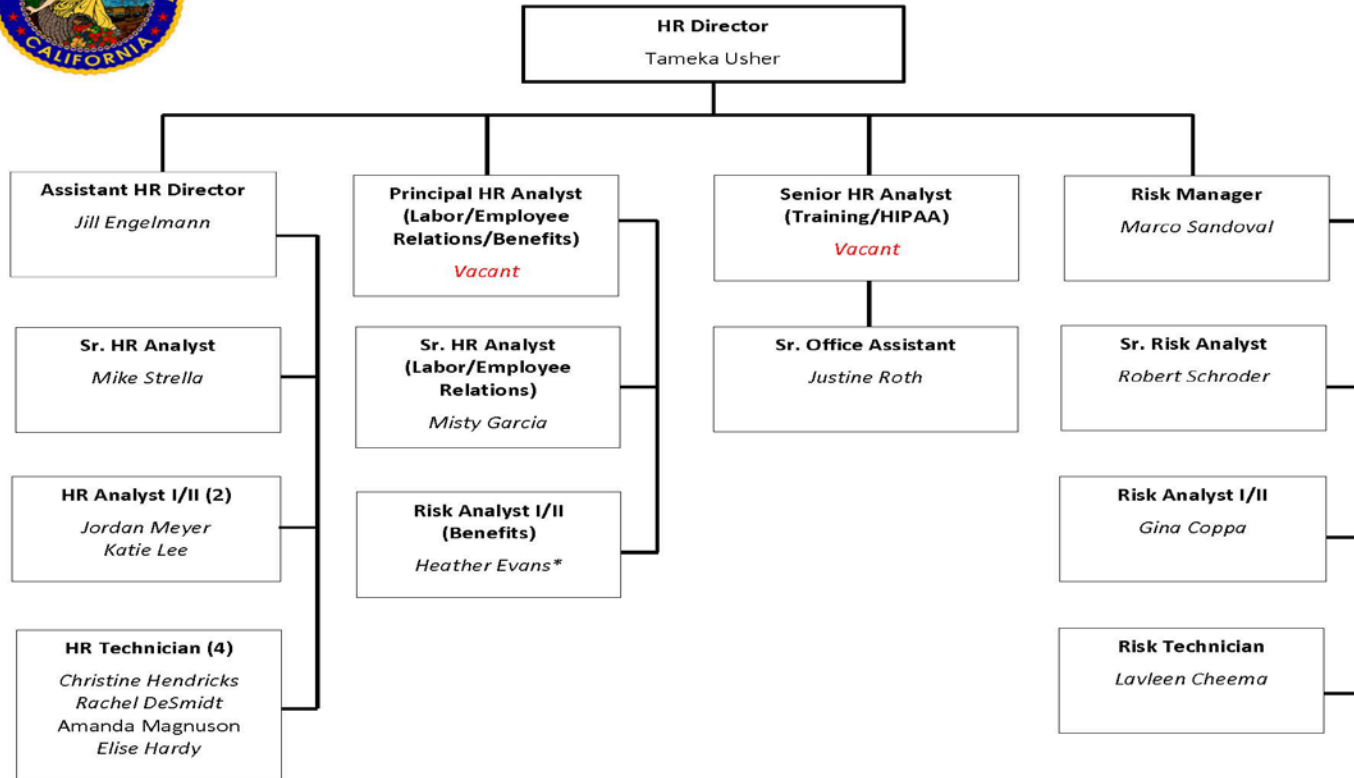 CALIFORNIA
HR Director
Tameka Usher
Assistant HR Director
Jill Engelmann
Principal HR Analyst
(Labor/Employee
Relations/Benefits)
Vacant
Senior HR Analyst
(Training/HIPAA)
Vacant
Risk Manager
Marco Sandoval
Sr. HR Analyst
Mike Strella
Sr. HR Analyst
(Labor/Employee
Relations)
Misty Garcia
Sr. Office Assistant
Justine Roth
Sr. Risk Analyst
Robert Schroder
HR Analyst I/II (2)
Jordan Meyer
Katie Lee
Risk Analyst I/II
(Benefits)
Heather Evans*
Risk Analyst I/II
Gina Coppa
HR Technician (4)
Christine Hendricks
Rachel DeSmidt
Amanda Magnuson
Elise Hardy
Risk Technician
Lavleen Cheema